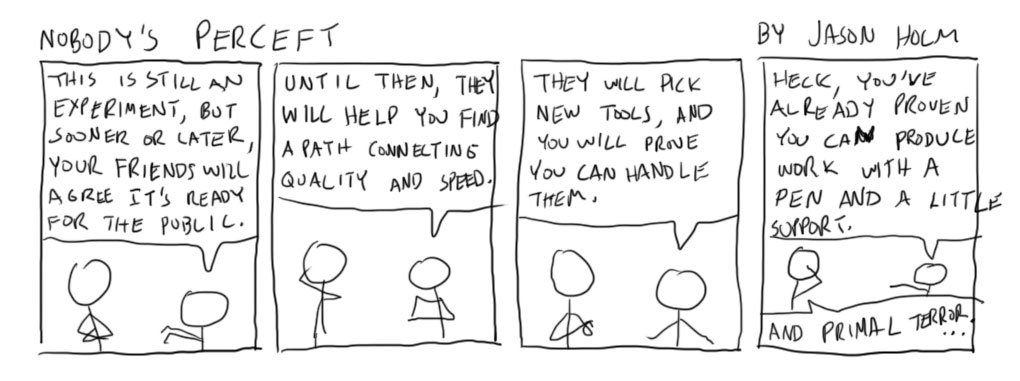 NOBODY'S PERCEFT
BY JASON HOLM
THIS IS STILL AN
EXPERIMENT, BUT
SOONER OR LATER,
YOUR FRIENDS WILL
AGREE IT'S READY
FOR THE PUBLIC.
UNTIL THEN, THEY
WILL HELP YOU FIND
A PATH CONNECTING
QUALITY AND SPEED.
THEY WILL PICK
NEW TOOLS, AND
YOU WILL PROVE
YOU CAN HANDLE
THEM.
HECK, YOU'VE
ALREADY PROVEN
YOU CAN PRODUCE
WORK WITH A
PEN AND A LITTLE
SUPPORT.
AND PRIMAL TERROR....